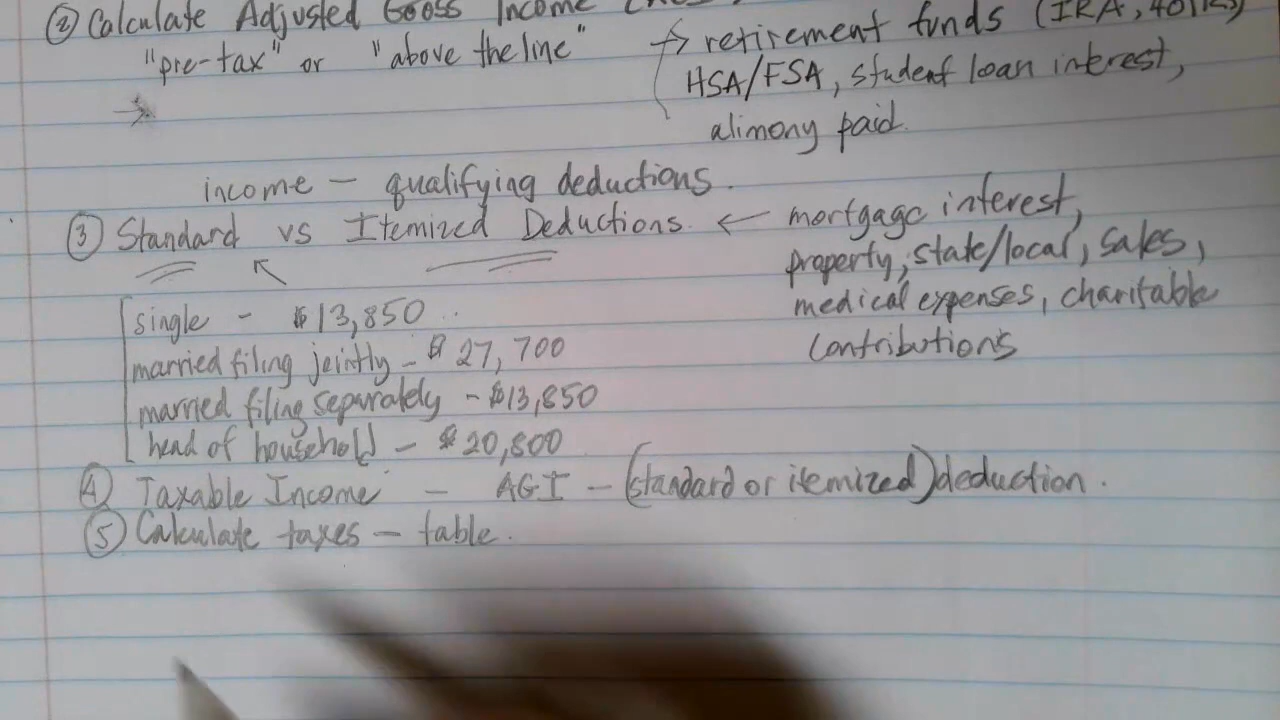 ② Calculate Adjusted Gross Income
"pre-tax" or "above the line"
→ retirement funds (IRA, 401k)
HSA/FSA, student loan interest,
alimony paid.
→
income - qualifying deductions.
③ Standard vs Itemized Deductions. ← mortgage interest,
property, state/local, sales,
medical expenses, charitable
contributions
single - $13,850
married filing jointly - $27,700
married filing separately - $13,850
head of household - $20,800
④ Taxable Income - AGI - (standard or itemized) deduction.
⑤ Calculate taxes - table.